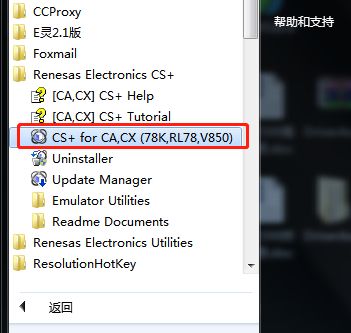 CCProxy
帮助和支持
E灵2.1版
Foxmail
Renesas Electronics CS+
[CA,CX] CS+ Help
[CA,CX] CS+ Tutorial
CS+ for CA,CX (78K,RL78,V850)
Uninstaller
Update Manager
Emulator Utilities
Readme Documents
Renesas Electronics Utilities
ResolutionHotKey
返回